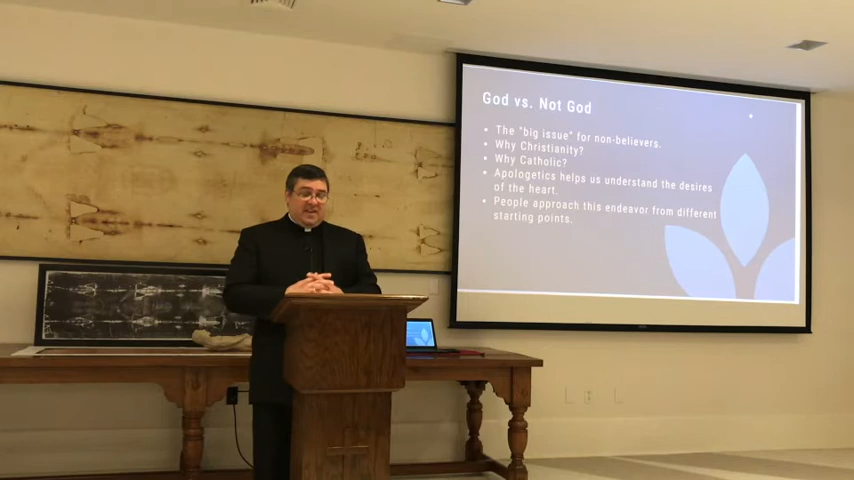 God vs. Not God
• The "big issue" for non-believers.
• Why Christianity?
• Why Catholic?
• Apologetics helps us understand the desires
of the heart.
• People approach this endeavor from different
starting points.